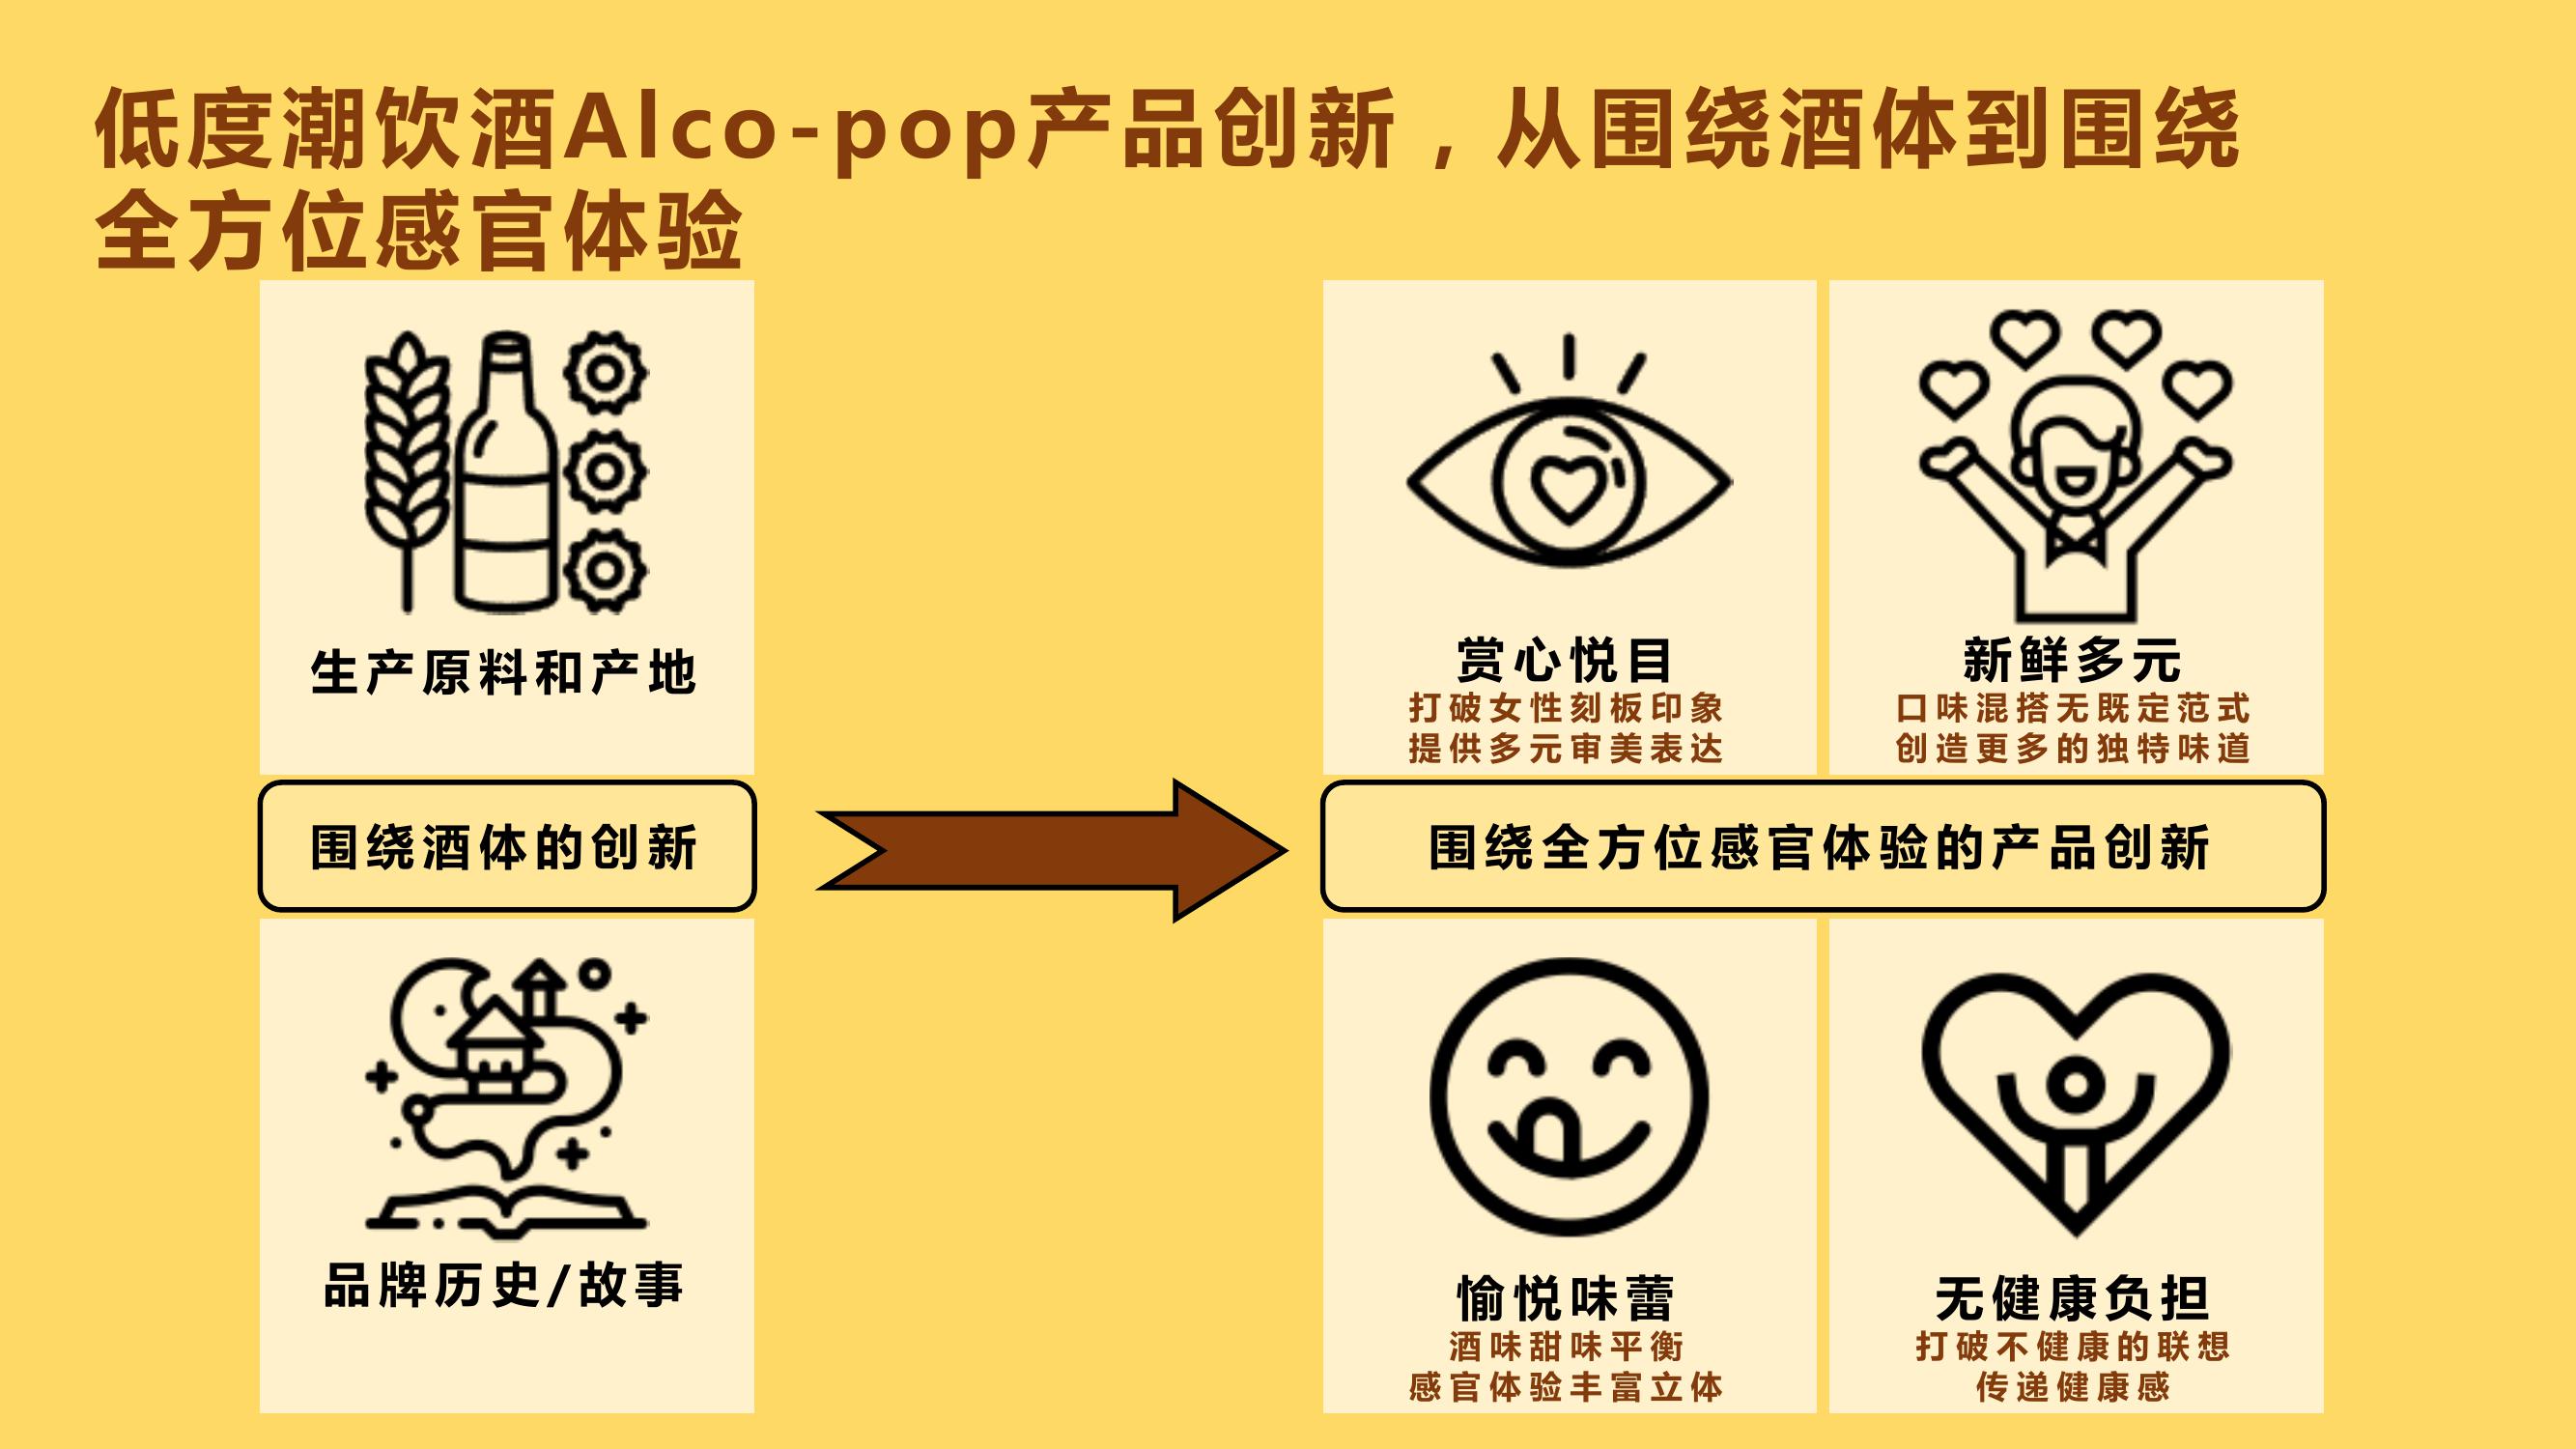 低度潮饮酒Alco-pop产品创新，从围绕酒体到围绕
全方位感官体验
生产原料和产地
围绕酒体的创新
品牌历史/故事
赏心悦目
打破女性刻板印象
提供多元审美表达
新鲜多元
口味混搭无既定范式
创造更多的独特味道
围绕全方位感官体验的产品创新
愉悦味蕾
酒味甜味平衡
感官体验丰富立体
无健康负担
打破不健康的联想
传递健康感